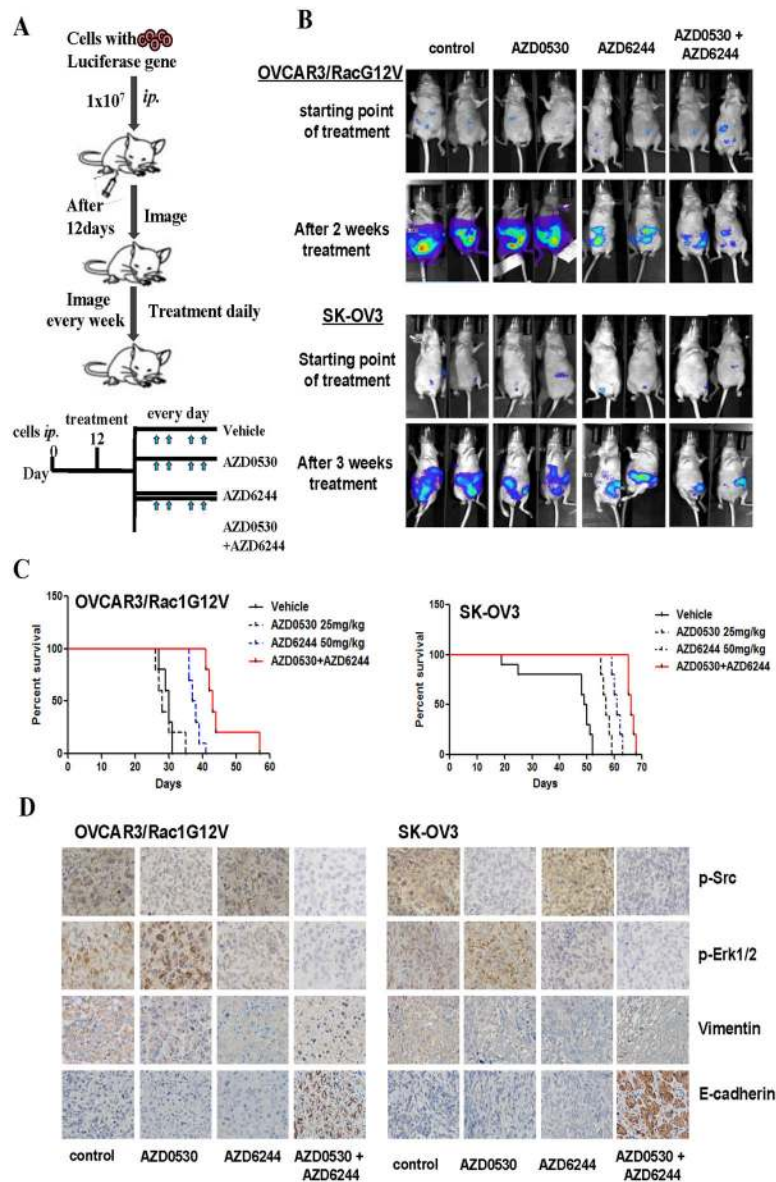 A
Cells with
Luciferase gene
1x10⁷
ip.
After
12days
Image
Image
every week
Treatment daily
cells ip.
treatment
every day
0
12
Day
Vehicle
AZD0530
AZD6244
AZD0530
+AZD6244
B
control
AZD0530
AZD6244
AZD0530 +
AZD6244
OVCAR3/RacG12V
starting point
of treatment
After 2 weeks
treatment
SK-OV3
Starting point
of treatment
After 3 weeks
treatment
C
OVCAR3/Rac1G12V
Percent survival
150
100
50
0
0
20
40
60
Days
Vehicle
AZD0530 25mg/kg
AZD6244 50mg/kg
AZD0530+AZD6244
SK-OV3
Percent survival
150
100
50
0
0
10
20
30
40
50
60
70
Days
Vehicle
AZD0530 25mg/kg
AZD6244 50mg/kg
AZD0530+AZD6244
D
OVCAR3/Rac1G12V
SK-OV3
p-Src
p-Erk1/2
Vimentin
E-cadherin
control
AZD0530
AZD6244
AZD0530 +
AZD6244
control
AZD0530
AZD6244
AZD0530 +
AZD6244